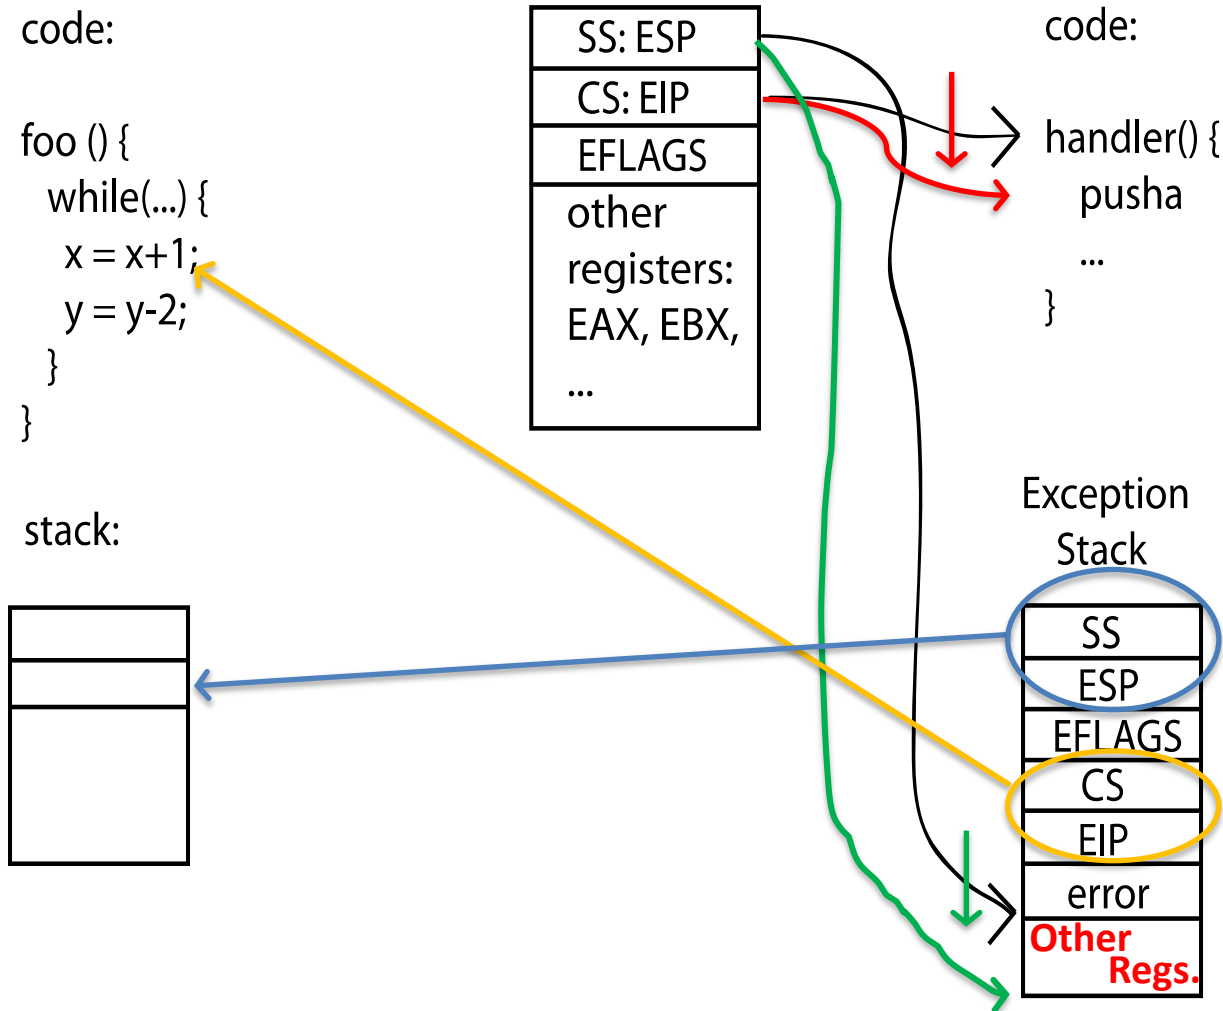 code:
foo () {
while(...) {
x = x+1;
y = y-2;
}
}
stack:
SS: ESP
CS: EIP
EFLAGS
other
registers:
EAX, EBX,
...
code:
handler() {
pusha
...
}
Exception
Stack
SS
ESP
EFLAGS
CS
EIP
error
Other
Regs.